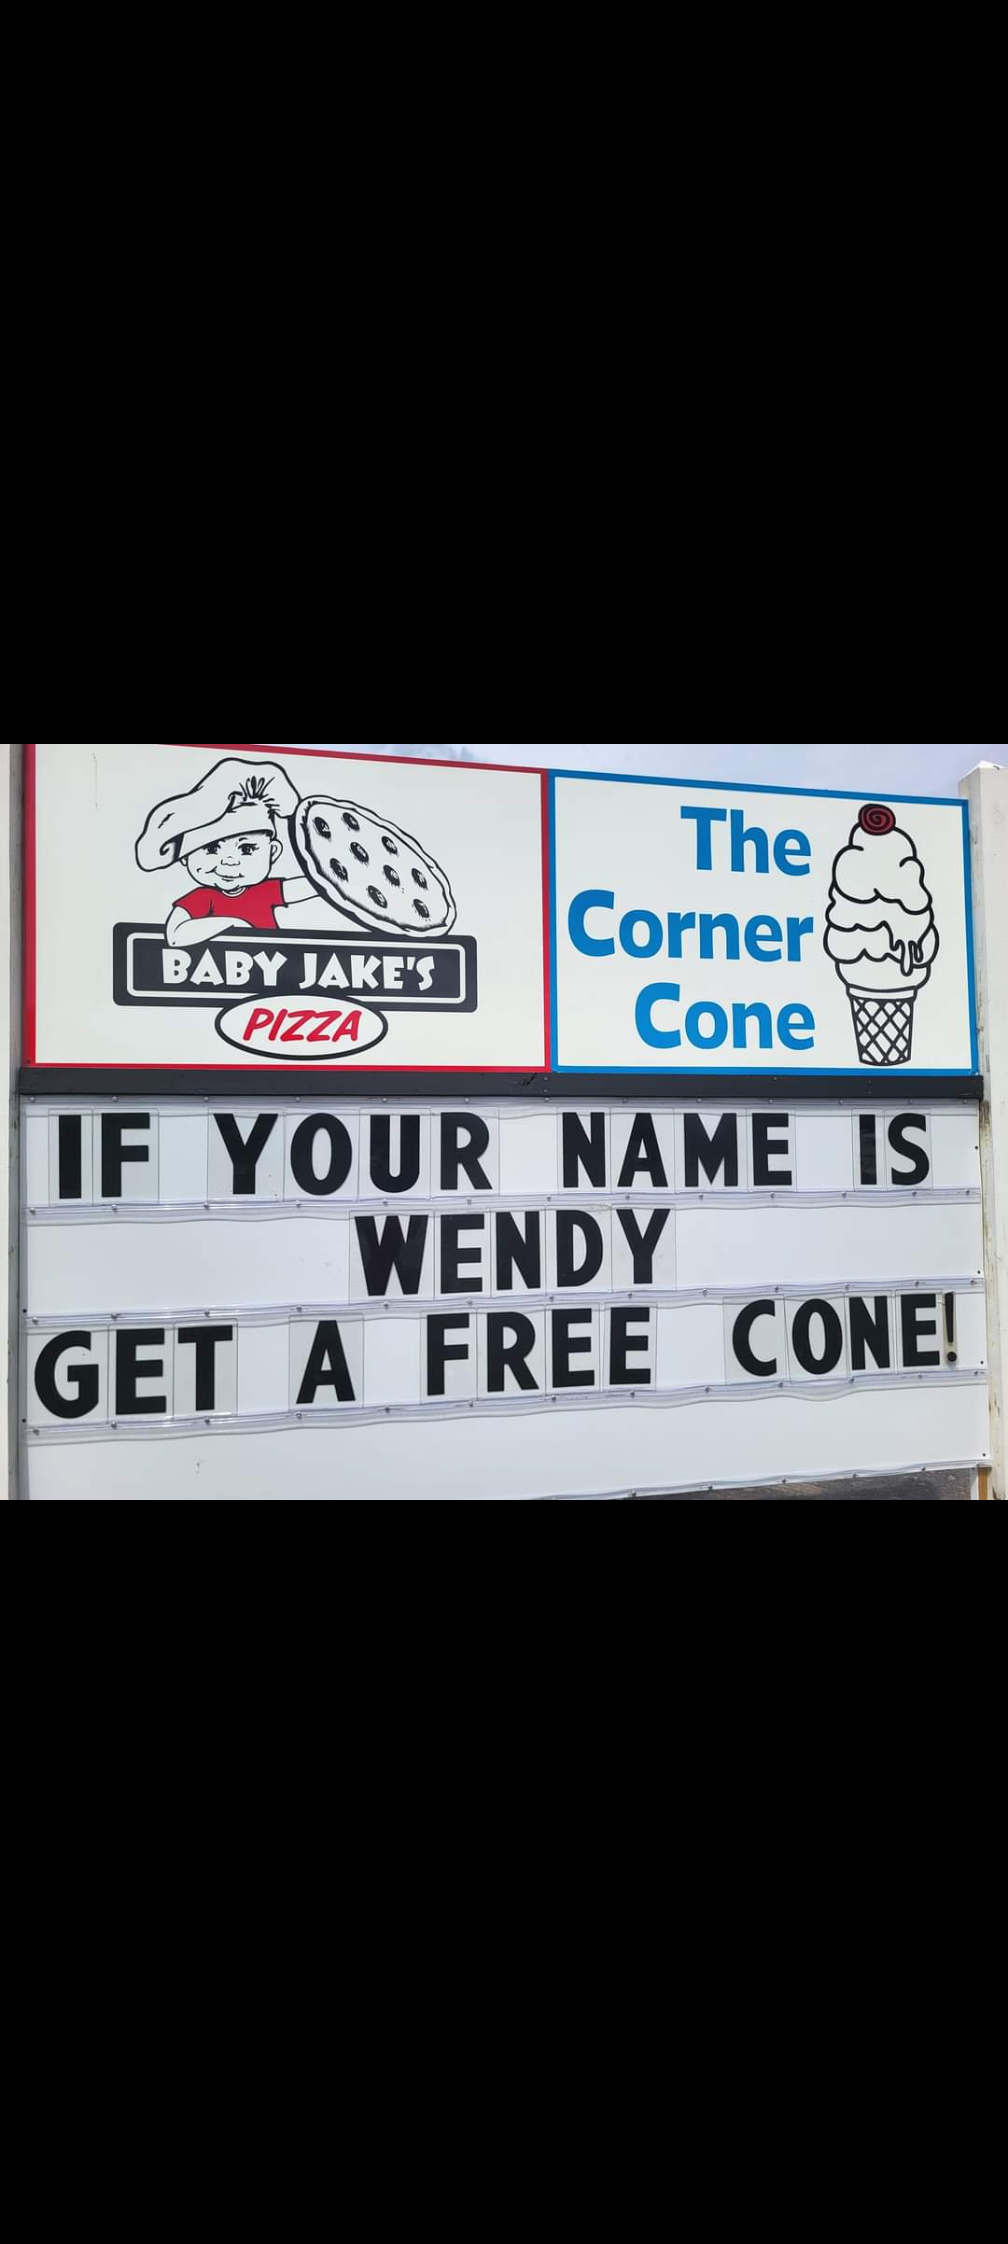 BABY JAKE'S
PIZZA
The
Corner
Cone
IF YOUR NAME IS
WENDY
GET A FREE CONE!